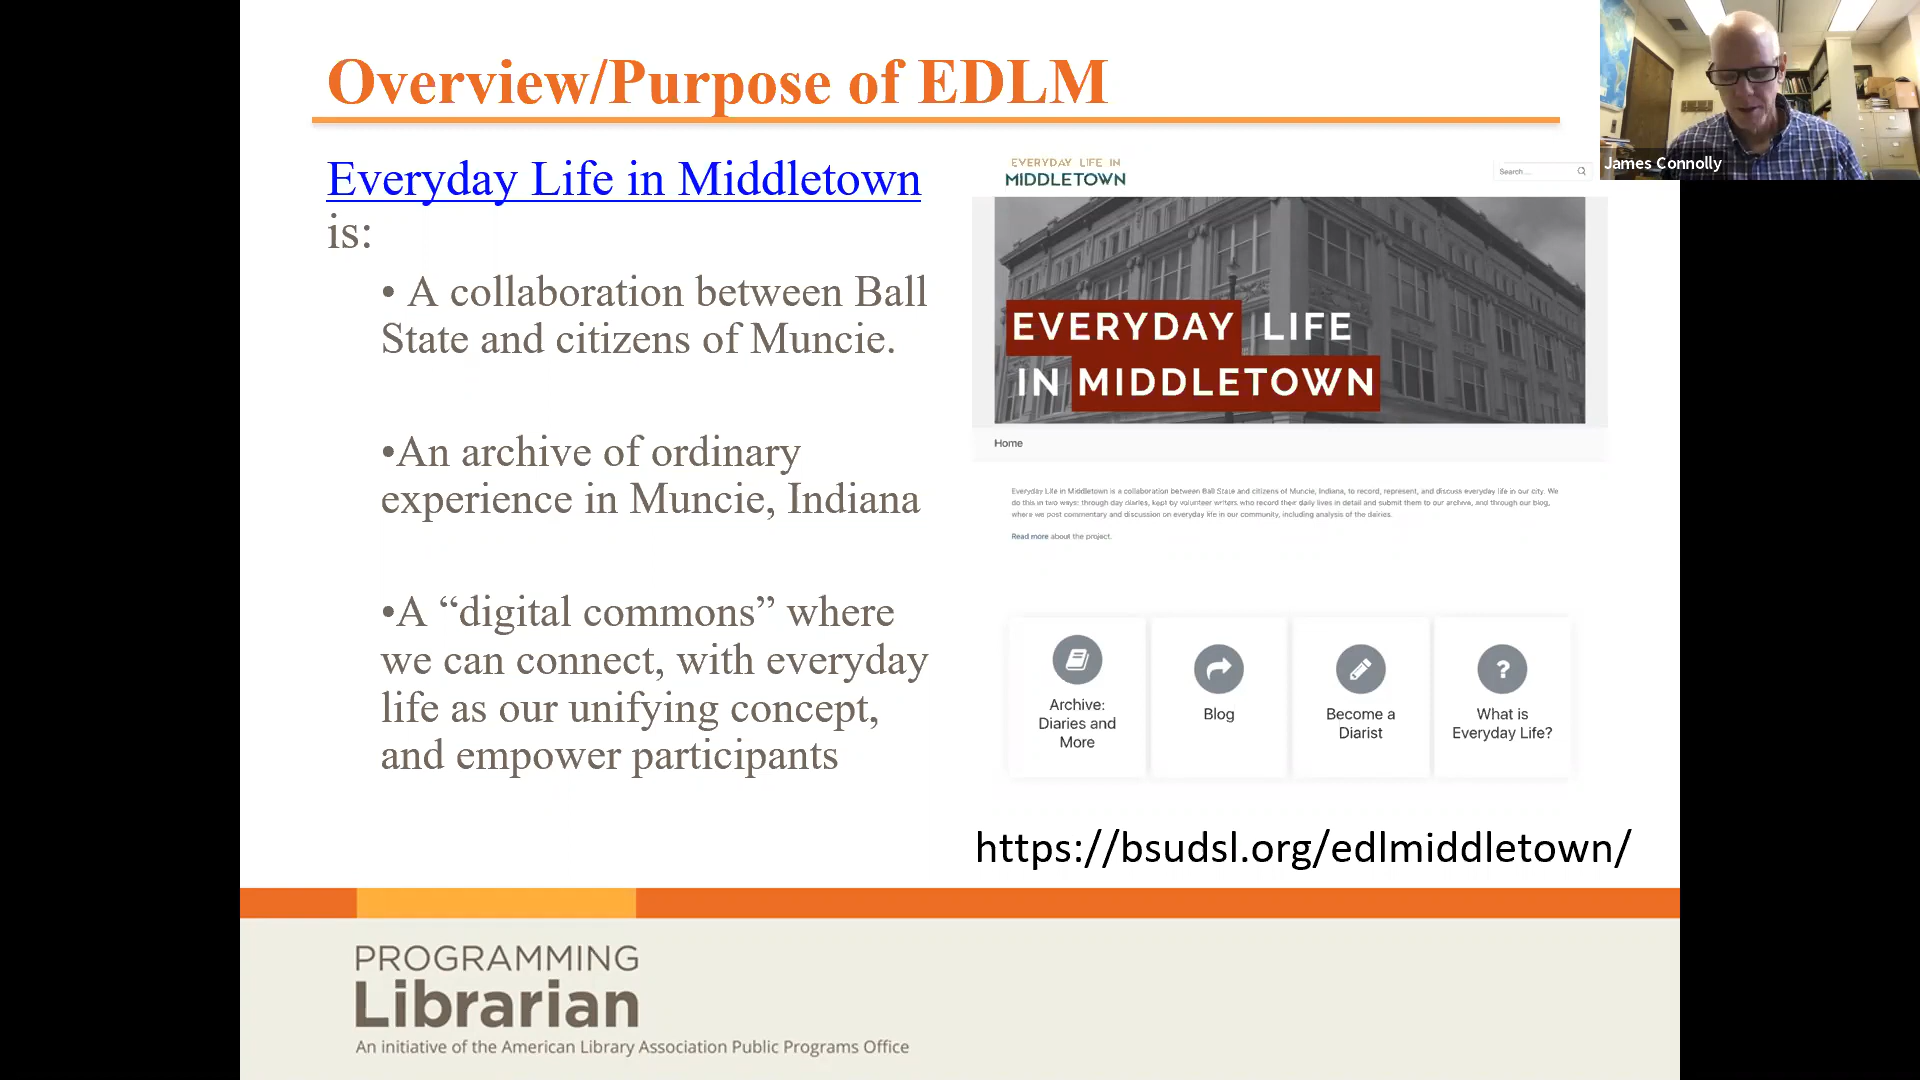 Overview/Purpose of EDLM
Everyday Life in Middletown
is:
• A collaboration between Ball
State and citizens of Muncie.
•An archive of ordinary
experience in Muncie, Indiana
•A “digital commons” where
we can connect, with everyday
life as our unifying concept,
and empower participants
EVERYDAY LIFE IN
MIDDLETOWN
Search ...
EVERYDAY LIFE
IN MIDDLETOWN
Home
Everyday Life in Middletown is a collaboration between Ball State and citizens of Muncie, Indiana, to record, represent, and discuss everyday life in our city. We
do this in two ways: through day diaries, kept by volunteer writers who record their daily lives in detail and submit them to our archive, and through our blog,
where we post commentary and discussion on everyday life in our community, including analysis of the dairies.
Read more about the project.
Archive:
Diaries and
More
Blog
Become a
Diarist
?
What is
Everyday Life?
https://bsudsl.org/edlmiddletown/
James Connolly
PROGRAMMING
Librarian
An initiative of the American Library Association Public Programs Office